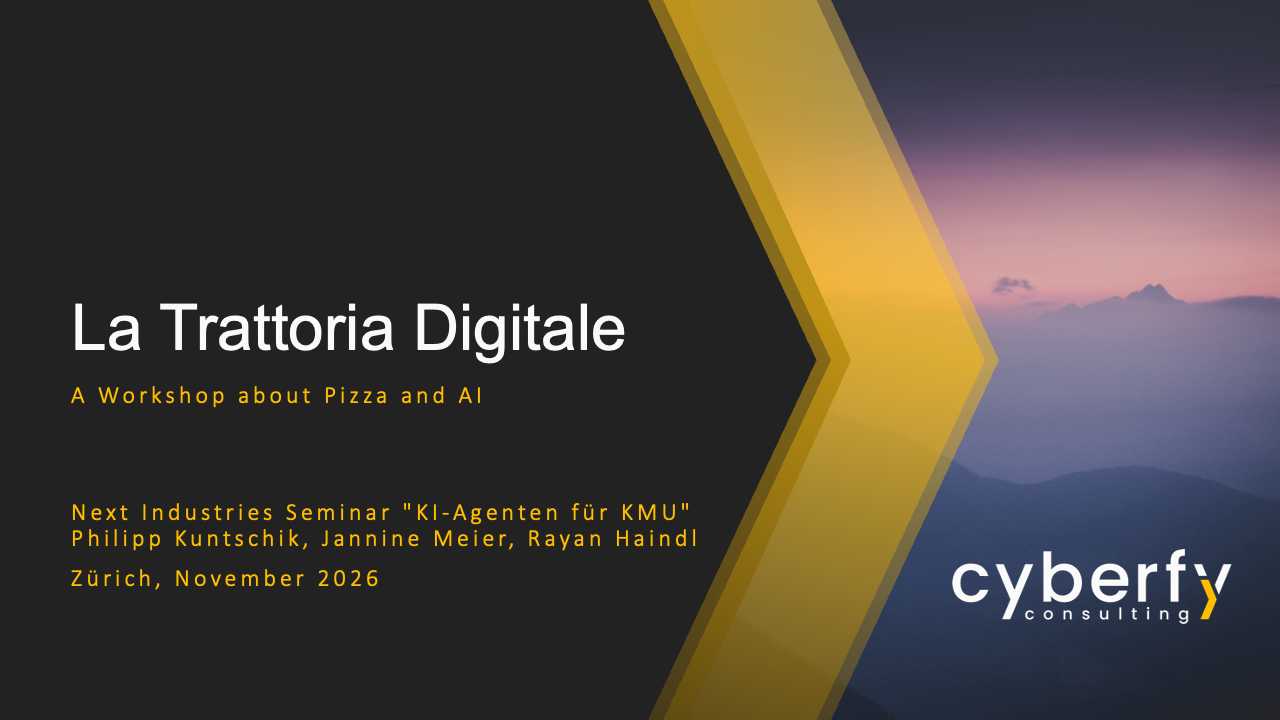 La Trattoria Digitale
A Workshop about Pizza and AI
Next Industries Seminar "KI-Agenten für KMU"
Philipp Kuntschik, Jannine Meier, Rayan Haindl
Zürich, November 2026
cyberfy
consulting